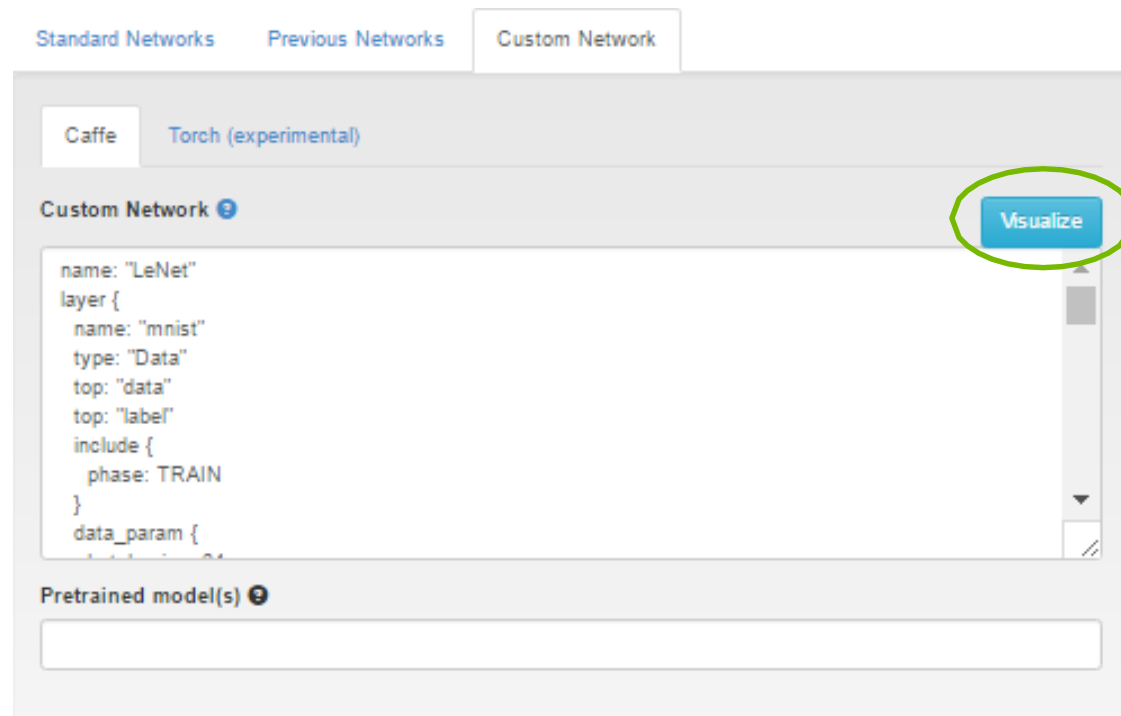 Standard Networks Previous Networks Custom Network
Caffe Torch (experimental)
Custom Network
Visualize
name: "LeNet"
layer {
name: "mnist"
type: "Data"
top: "data"
top: "label"
include {
phase: TRAIN
}
data_param {
Pretrained model(s)